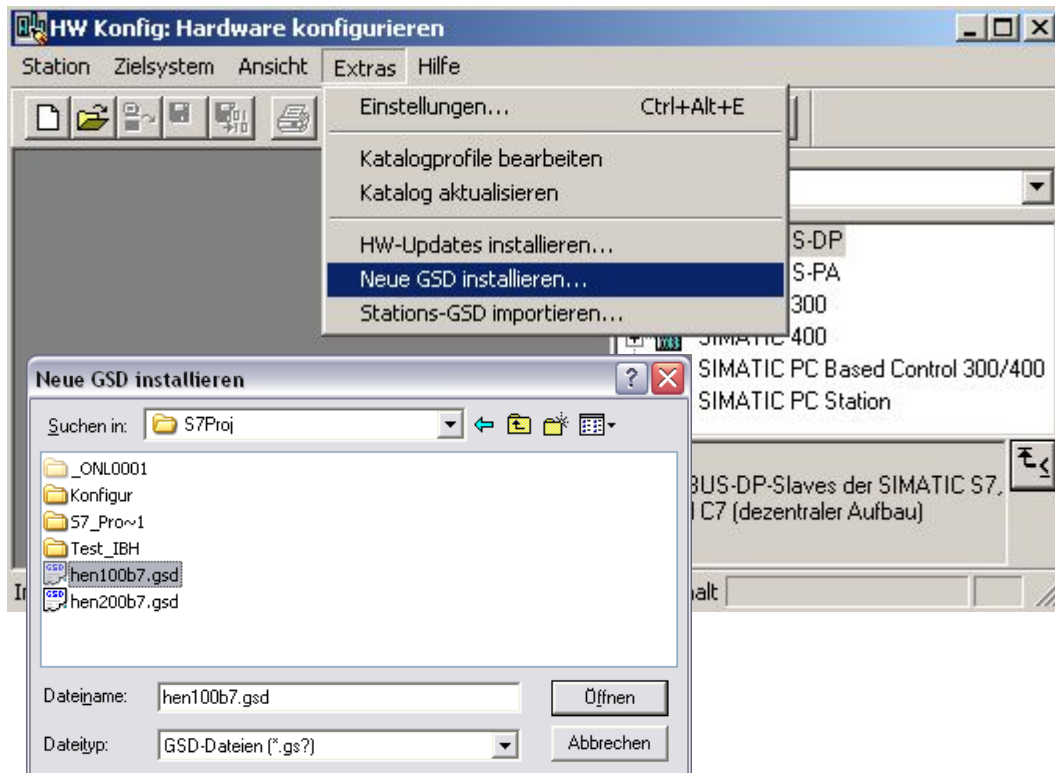 HW Konfig: Hardware konfigurieren
Station Zielsystem Ansicht Extras Hilfe
Einstellungen... Ctrl+Alt+E
Katalogprofile bearbeiten
Katalog aktualisieren
HW-Updates installieren...
Neue GSD installieren...
Stations-GSD importieren...
S-DP
S-PA
300
SIMATIC 400
SIMATIC PC Based Control 300/400
SIMATIC PC Station
BUS-DP-Slaves der SIMATIC S7,
C7 (dezentraler Aufbau)
Neue GSD installieren
Suchen in: S7Proj
_ONL0001
Konfigur
S7_Pro~1
Test_IBH
hen100b7.gsd
hen200b7.gsd
Dateiname: hen100b7.gsd Öffnen
Dateityp: GSD-Dateien (*.gs?) Abbrechen